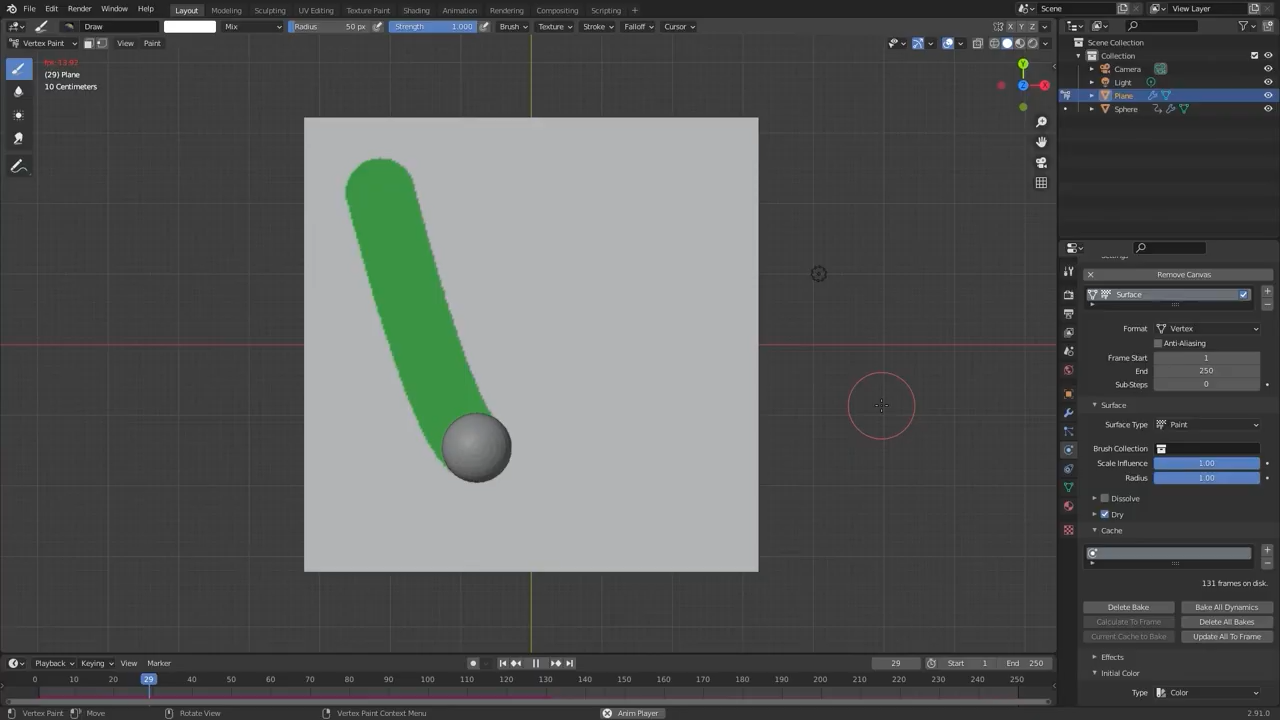 File Edit Render Window Help Layout Modeling Sculpting UV Editing Texture Paint Shading Animation Rendering Compositing Scripting Scene View Layer
Draw Mix Radius 50 px Strength 1.000 Brush Texture Stroke Falloff Cursor X Y Z
Vertex Paint View Paint
(29) Plane
10 Centimeters
Y
Z X
Scene Collection
Collection
Camera
Light
Plane
Sphere
Remove Canvas
Surface
Format Vertex
Anti-Aliasing
Frame Start 1
End 250
Sub-Steps 0
Surface
Surface Type Paint
Brush Collection
Scale Influence 1.00
Radius 1.00
Dissolve
Dry
Cache
131 frames on disk.
Delete Bake Bake All Dynamics
Calculate To Frame Delete All Bakes
Current Cache to Bake Update All To Frame
Effects
Initial Color
Type Color
Playback Keying View Marker 29 Start 1 End 250
0 10 20 29 40 50 60 70 80 90 100 110 120 130 140 150 160 170 180 190 200 210 220 230 240 250
Vertex Paint Move Rotate View Vertex Paint Context Menu Anim Player 2.91.0